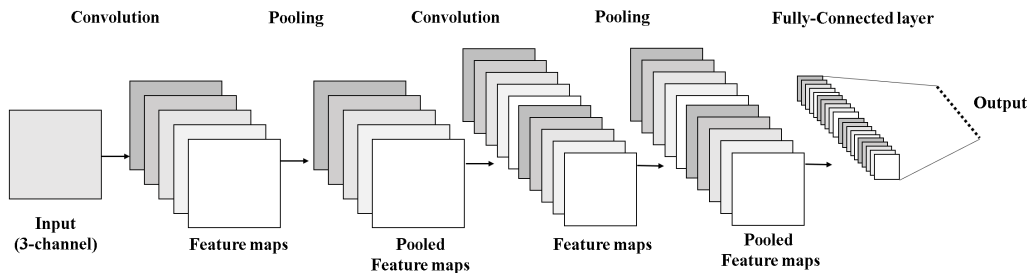 Convolution
Pooling
Convolution
Pooling
Fully-Connected layer
Output
Input
(3-channel)
Feature maps
Pooled
Feature maps
Feature maps
Pooled
Feature maps